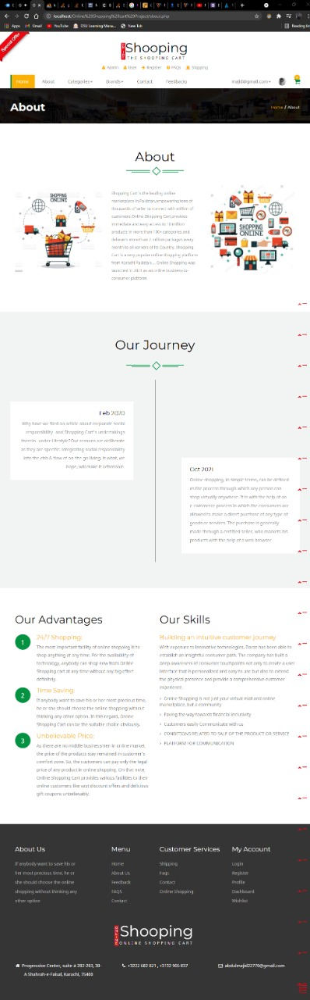 localhost/Online%20Shopping%20cart%20Project/about.php
Apps
Gmail
YouTube
DSU Learning Mana...
New Tab
Reading list
Special Offer
Shooping
THE SHOOPING CART
Admin
User
Register
FAQs
Shopping
Home
About
Categories
Brands
Contact
Feedbacks
majid@gmail.com
About
Home / About
About
SHOPPING
ONLINE
Shopping Cart is the leading online
marketplace in Pakistan,empowering tens of
thousands of seller to connect with million of
customers.Online Shopping Cart provides
immediate and easy access to 10 million
products in more than 100+ categories and
delivers more than 2 million packages every
month to all corners of its Country. Shopping
Cart is a very popular online Shopping platform
from Karachi Pakistan... Online Shopping was
launched in 2021 as an online business-to-
consumer platform.
SHOPPING
ONLINE
Our Journey
Feb 2020
Why have we filed an article about corporate social
responsibility and Shopping Cart's undertakings
therein under Lifestyle?Our reasons are deliberate
as they are specific. Integrating social responsibility
into the ebb & flow of on-the-go living, is what, we
hope, will make it actionable.
Oct 2021
Online shopping, in simple terms, can be defined
as the process through which any person can
shop virtually anywhere. It is with the help of an
e-commerce process in which the consumers are
allowed to make a direct purchase of any type of
goods or services. The purchase is generally
made through a certified seller, who markets his
products with the help of a web browser.
Our Advantages
1
24/7 Shopping:
The most important facility of online shopping is to
shop anything at any time. For the availability of
technology, anybody can shop now from Online
Shopping cart at any time without any big effort
definitely.
2
Time Saving:
If anybody want to save his or her most precious time,
he or she should choose the online shopping without
thinking any other option. In this regard, Online
Shopping Cart can be the suitable choice obviously.
3
Unbelievable Price:
As there are no middle businessmen in online market,
the price of the products stay remained in customer's
comfort zone. So, the customers can pay only the legal
price of any product in online shopping. On that note,
Online Shopping Cart provides various facilities to their
online customers like vast discount offers and delicious
gift coupons unbelievably.
Our Skills
Building an intuitive customer journey
With exposure to innovative technologies, Daraz has been able to
establish an insightful consumer path. The company has built a
deep awareness of consumer touchpoints not only to create a user
interface that is personalized and easy to use but also to extend
the physical presence and provide a comprehensive customer
experience.
Online Shopping is not just your virtual mall and online
marketplace, but a community
Paving the way towards financial inclusivity
Customers easily Communicate with us
CONDITIONS RELATED TO SALE OF THE PRODUCT OR SERVICE
PLATFORM FOR COMMUNICATION
About Us
If anybody want to save his or
her most precious time, he or
she should choose the online
shopping without thinking any
other option
Menu
Home
About Us
Feedback
FAQS
Contact
Customer Services
Shipping
Faqs
Contact
Online Shopping
My Account
Login
Register
Profile
Dashboard
Wishlist
ONLINE
Shooping
ONLINE SHOPPING CART
Progressive Center, suite # 202-203, 30-
A Shahrah-e-Faisal, Karachi, 75400
+3222 682 821 , +3132 905 037
abdulmajid22770@gmail.com